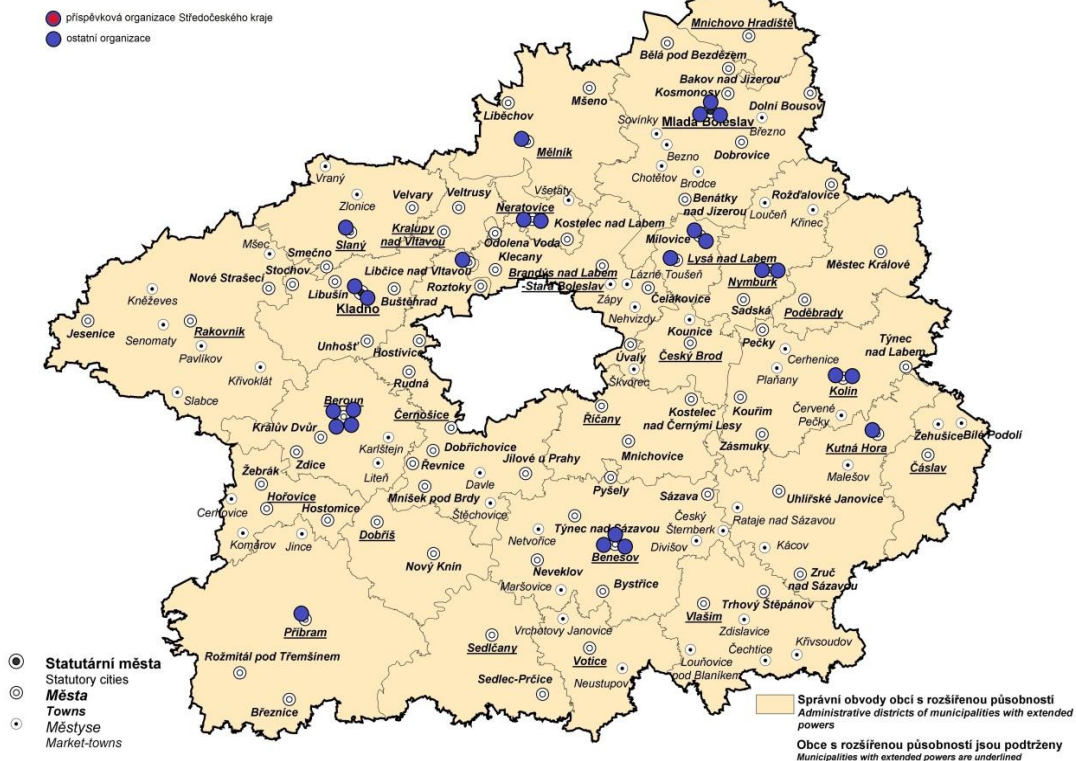 příspěvková organizace Středočeského kraje
ostatní organizace
Mnichovo Hradiště
Bělá pod Bezdězem
Bakov nad Jizerou
Kosmonosy
Mšeno
Liběchov
Dolní Bousov
Sovínky
Mladá Boleslav
Březno
Mělník
Bezno
Dobrovice
Chotětov
Brodce
Vraný
Všetaty
Rožďalovice
Zlonice
Velvary
Veltrusy
Benátky
nad Jizerou
Loučeň
Křinec
Neratovice
Kostelec nad Labem
Slaný
Kralupy
nad Vltavou
Milovice
Mšec
Smečno
Odolena Voda
Klecany
Lysá nad Labem
Městec Králové
Stochov
Libčice nad Vltavou
Brandýs nad Labem
-Stará Boleslav
Lázně Toušeň
Nové Strašecí
Libušín
Roztoky
Nymburk
Kněževes
Buštěhrad
Zápy
Čelákovice
Kladno
Sadská
Poděbrady
Nehvizdy
Jesenice
Rakovník
Senomaty
Kounice
Pavlíkov
Unhošť
Hostivice
Pečky
Týnec
nad Labem
Úvaly
Český Brod
Cerhenice
Křivoklát
Škvorec
Plaňany
Rudná
Kolín
Slabce
Beroun
Černošice
Říčany
Kostelec
nad Černými Lesy
Kouřim
Červené
Pečky
Králův Dvůr
Žehušice
Bílé Podolí
Karlštejn
Dobřichovice
Zásmuky
Kutná Hora
Zdice
Mnichovice
Žebrák
Liteň
Řevnice
Jílové u Prahy
Malešov
Čáslav
Davle
Hořovice
Mníšek pod Brdy
Pyšely
Sázava
Uhlířské Janovice
Cerhovice
Hostomice
Štěchovice
Český
Šternberk
Rataje nad Sázavou
Dobříš
Týnec nad Sázavou
Komárov
Jince
Netvořice
Divišov
Kácov
Benešov
Nový Knín
Neveklov
Zruč
nad Sázavou
Maršovice
Bystřice
Trhový Štěpánov
Vlašim
Příbram
Vrchotovy Janovice
Zdislavice
Sedlčany
Křivsoudov
Rožmitál pod Třemšínem
Votice
Louňovice
pod Blaníkem
Čechtice
Sedlec-Prčice
Neustupov
Březnice
Statutární města
Statutory cities
Města
Towns
Městyse
Market-towns
Správní obvody obcí s rozšířenou působností
Administrative districts of municipalities with extended
powers
Obce s rozšířenou působností jsou podtrženy
Municipalities with extended powers are underlined